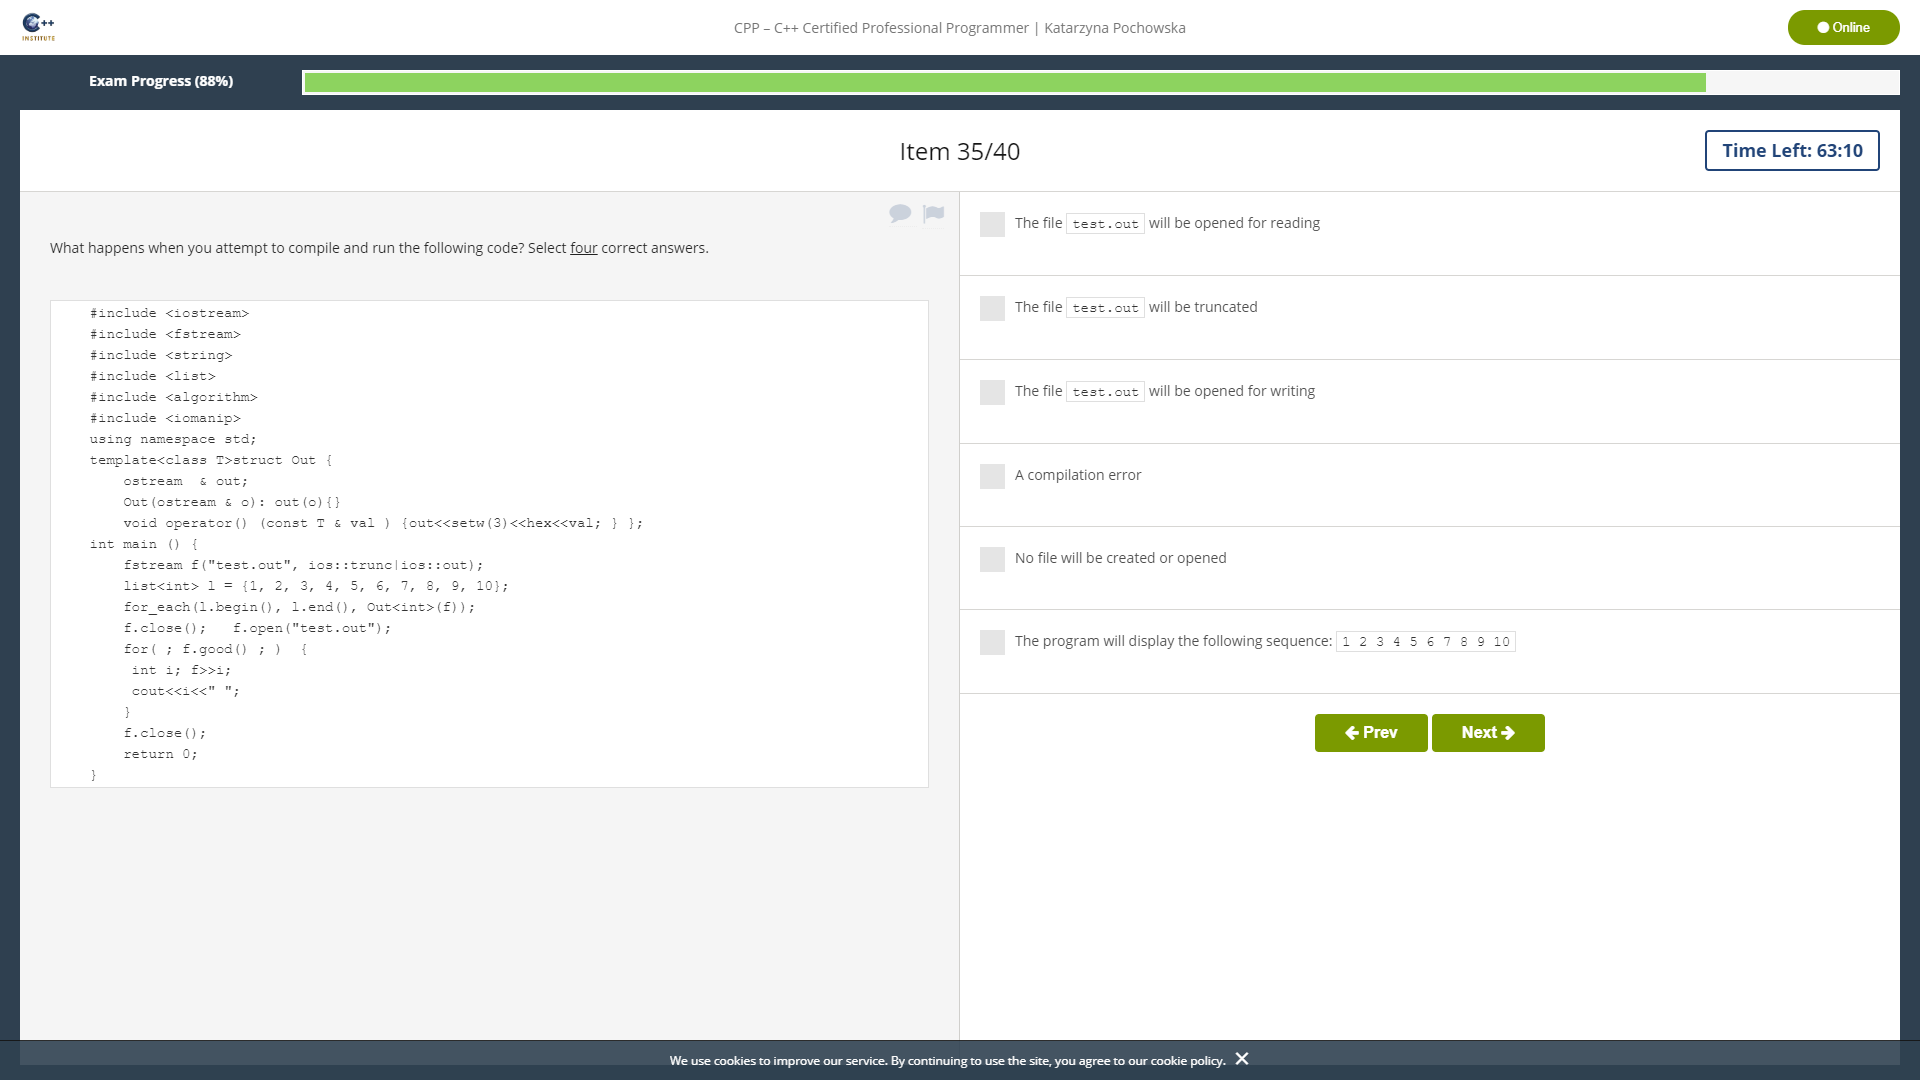 C++
INSTITUTE
CPP – C++ Certified Professional Programmer | Katarzyna Pochowska
Online
Exam Progress (88%)
Item 35/40
Time Left: 63:10
What happens when you attempt to compile and run the following code? Select four correct answers.
#include <iostream>
#include <fstream>
#include <string>
#include <list>
#include <algorithm>
#include <iomanip>
using namespace std;
template<class T>struct Out {
    ostream  & out;
    Out(ostream & o): out(o){}
    void operator() (const T & val ) {out<<setw(3)<<hex<<val; } };
int main () {
    fstream f("test.out", ios::trunc|ios::out);
    list<int> l = {1, 2, 3, 4, 5, 6, 7, 8, 9, 10};
    for_each(l.begin(), l.end(), Out<int>(f));
    f.close();   f.open("test.out");
    for( ; f.good() ; )  {
     int i; f>>i;
     cout<<i<<" ";
    }
    f.close();
    return 0;
}
The file test.out will be opened for reading
The file test.out will be truncated
The file test.out will be opened for writing
A compilation error
No file will be created or opened
The program will display the following sequence: 1 2 3 4 5 6 7 8 9 10
Prev
Next
We use cookies to improve our service. By continuing to use the site, you agree to our cookie policy.